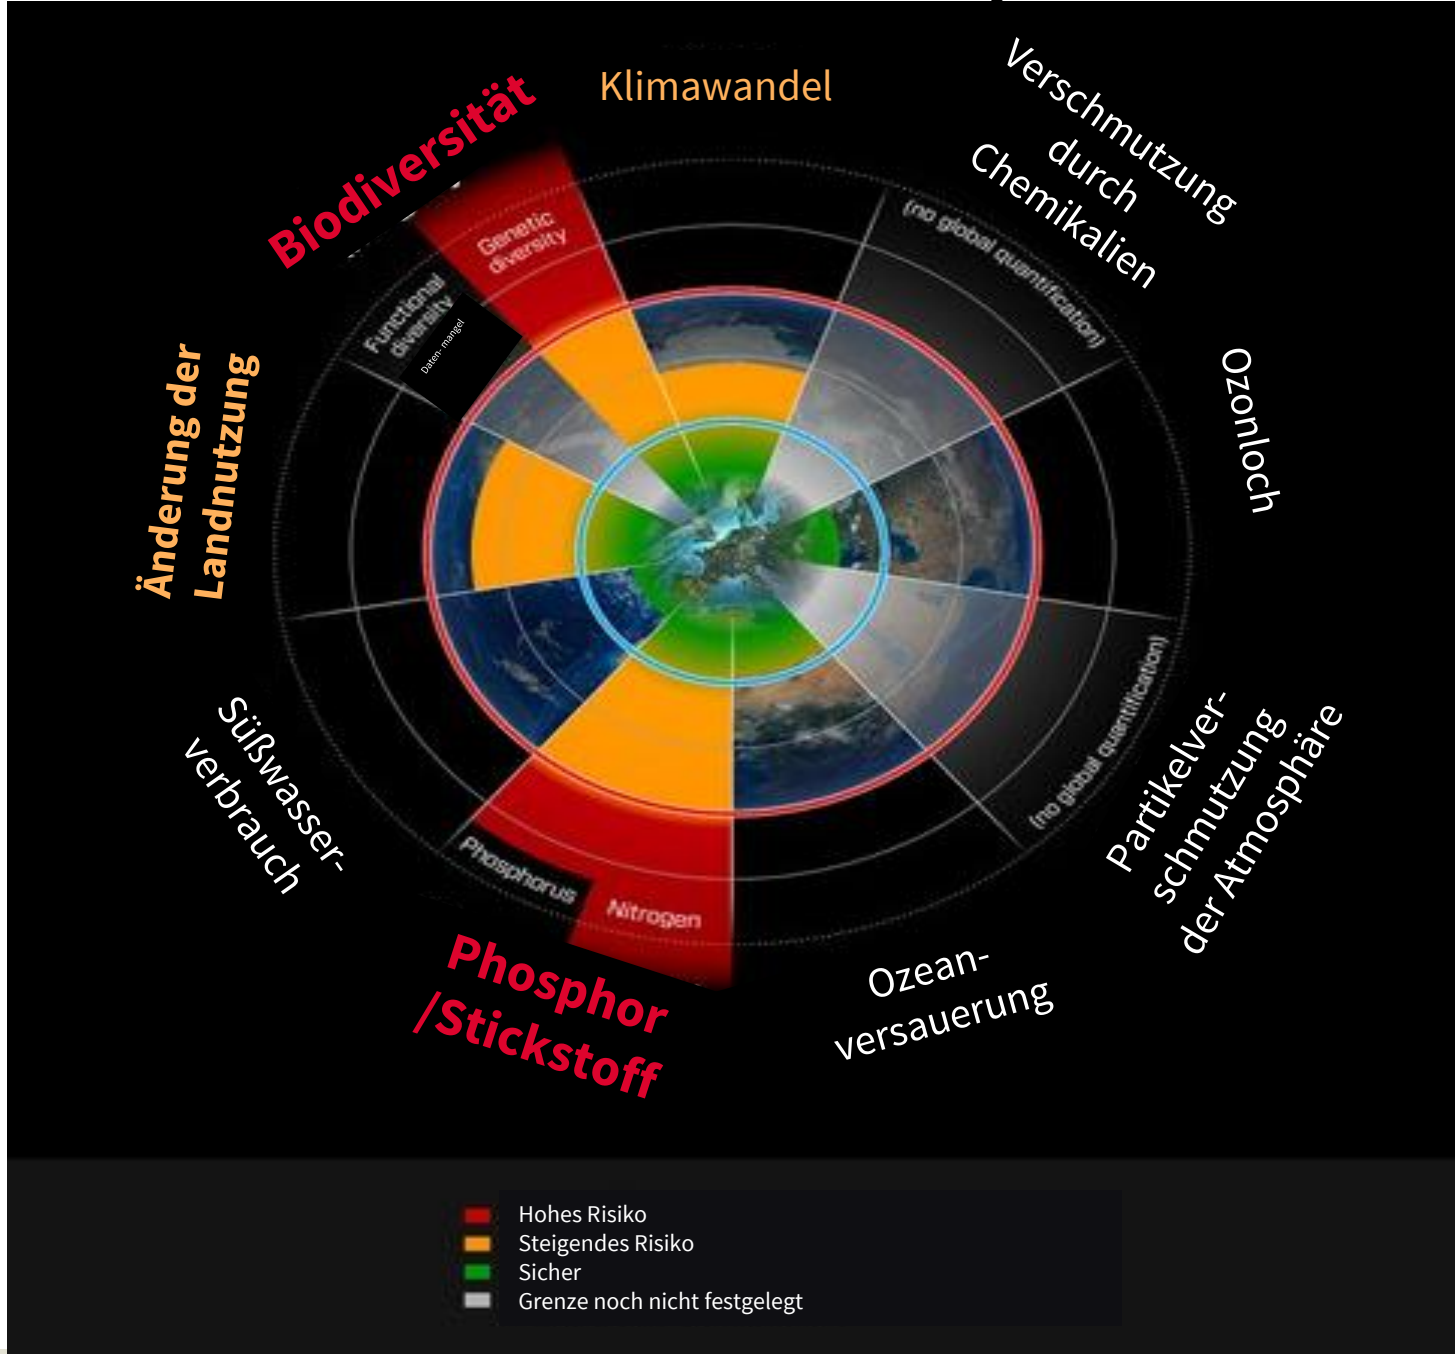 Klimawandel
Verschmutzung
durch
Chemikalien
(no global quantification)
Ozonloch
(no global quantification)
Partikelver-
schmutzung
der Atmosphäre
Ozean-
versauerung
Phosphorus
Nitrogen
Phosphor
/Stickstoff
Süßwasser-
verbrauch
Änderung der
Landnutzung
Biodiversität
Genetic
diversity
Functional
diversity
Daten- mangel
Hohes Risiko
Steigendes Risiko
Sicher
Grenze noch nicht festgelegt